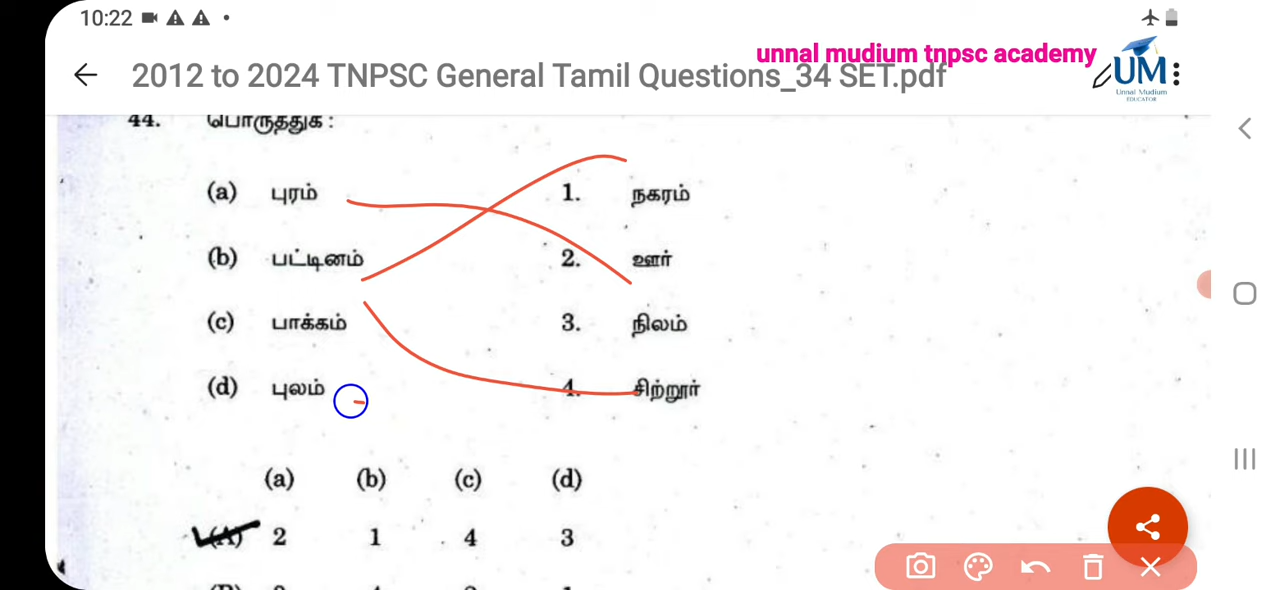 10:22
unnal mudium tnpsc academy
2012 to 2024 TNPSC General Tamil Questions_34 SET.pdf
UM
Unnal Mudium
EDUCATOR
44. பொருத்துக :
(a) புரம் 1. நகரம்
(b) பட்டினம் 2. ஊர்
(c) பாக்கம் 3. நிலம்
(d) புலம் 4. சிற்றூர்
(a) (b) (c) (d)
(A) 2 1 4 3